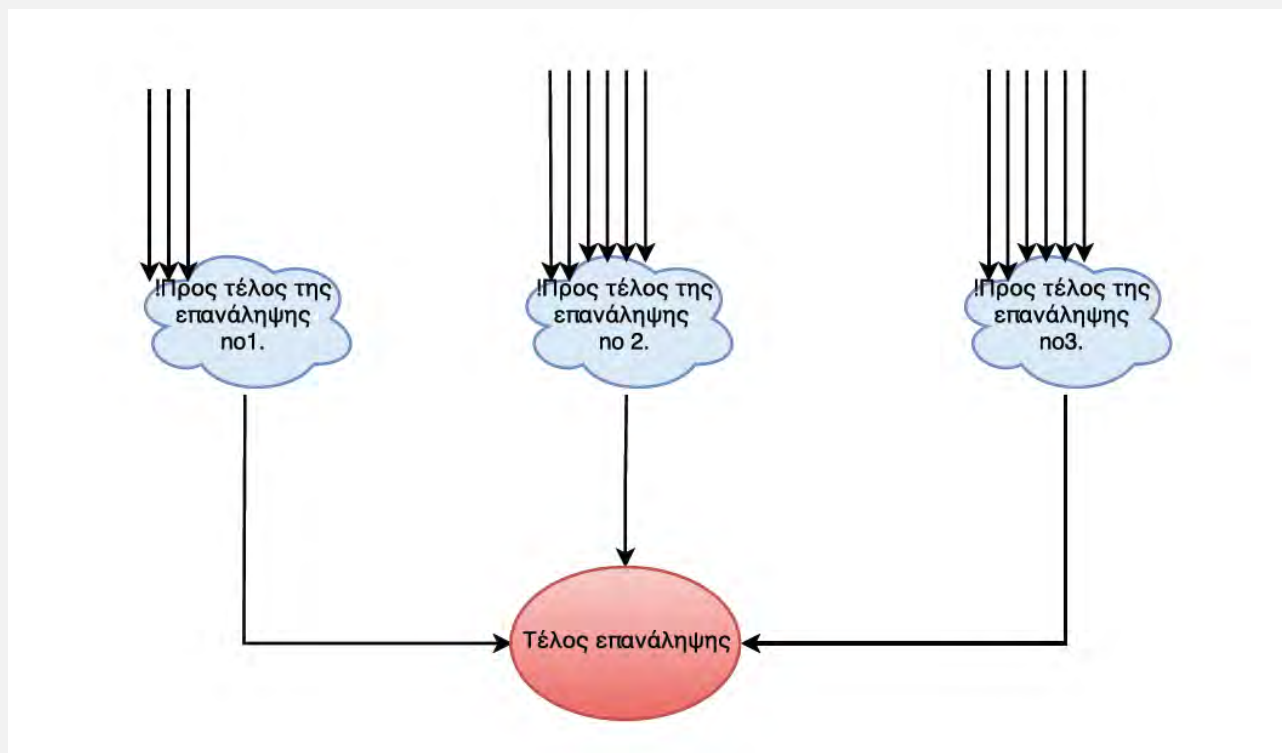 !Προς τέλος της
επανάληψης
no1.
!Προς τέλος της
επανάληψης
no 2.
!Προς τέλος της
επανάληψης
no3.
Τέλος επανάληψης